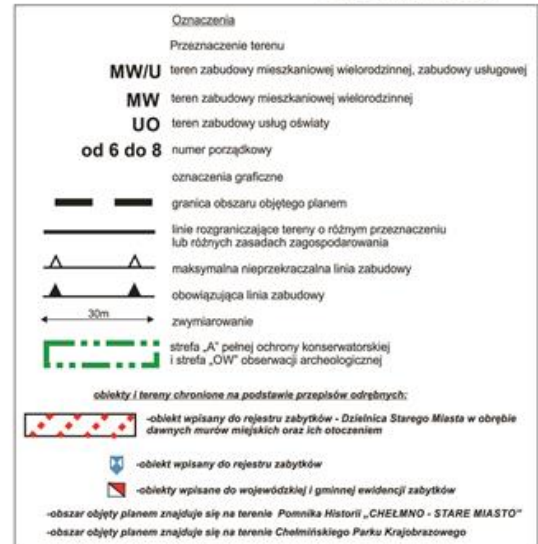 Oznaczenia
Przeznaczenie terenu
MW/U teren zabudowy mieszkaniowej wielorodzinnej, zabudowy usługowej
MW teren zabudowy mieszkaniowej wielorodzinnej
UO teren zabudowy usług oświaty
od 6 do 8 numer porządkowy
oznaczenia graficzne
granica obszaru objętego planem
linie rozgraniczające tereny o różnym przeznaczeniu
lub różnych zasadach zagospodarowania
maksymalna nieprzekraczalna linia zabudowy
obowiązująca linia zabudowy
30m zwymiarowanie
strefa „A” pełnej ochrony konserwatorskiej
i strefa „OW” obserwacji archeologicznej
obiekty i tereny chronione na podstawie przepisów odrębnych:
-obiekt wpisany do rejestru zabytków - Dzielnica Starego Miasta w obrębie
dawnych murów miejskich oraz ich otoczeniem
-obiekt wpisany do rejestru zabytków
-obiekty wpisane do wojewódzkiej i gminnej ewidencji zabytków
-obszar objęty planem znajduje się na terenie Pomnika Historii „CHEŁMNO - STARE MIASTO"
-obszar objęty planem znajduje się na terenie Chełmińskiego Parku Krajobrazowego